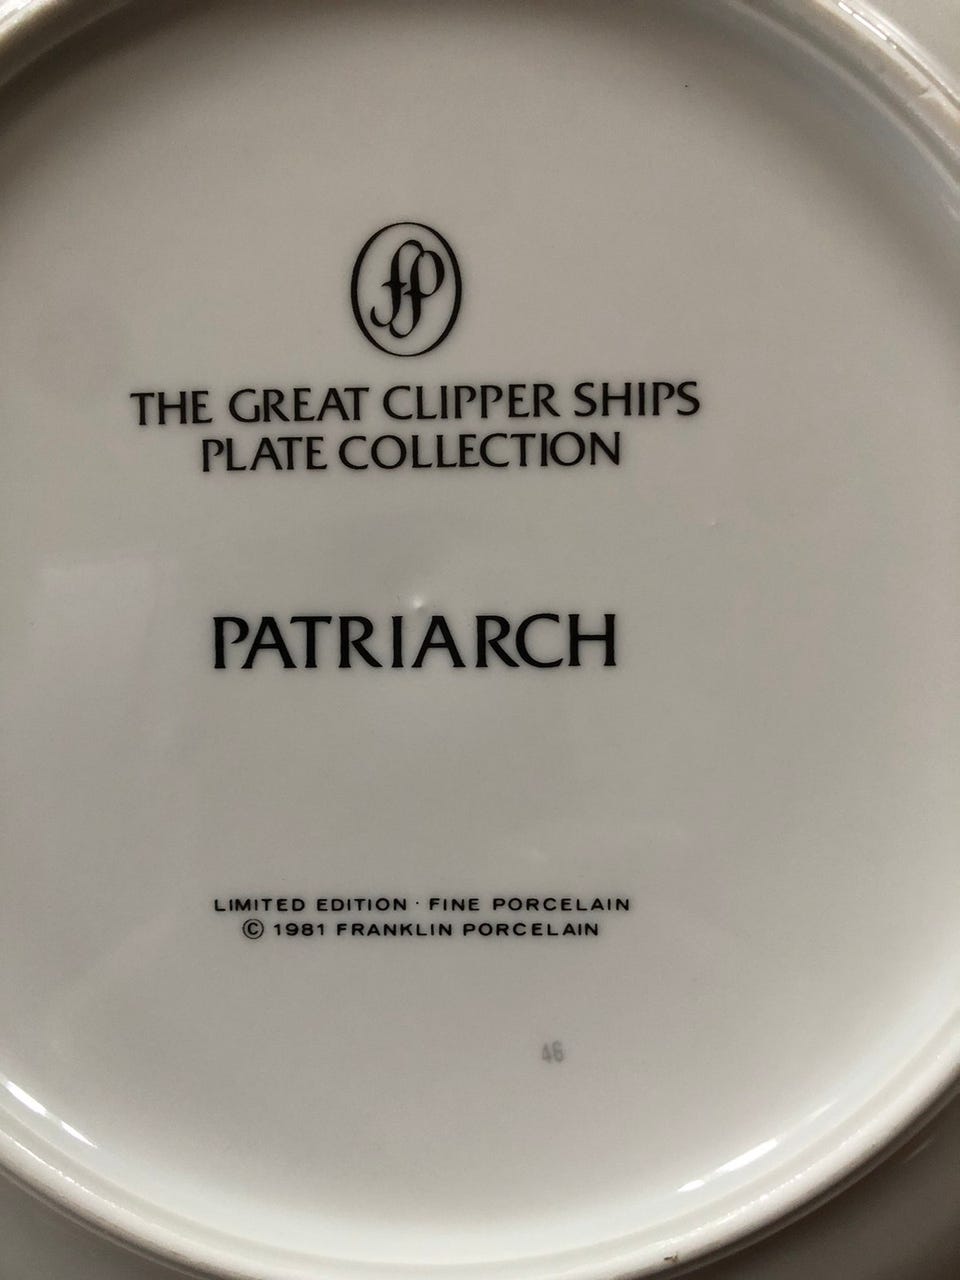 fp
THE GREAT CLIPPER SHIPS
PLATE COLLECTION
PATRIARCH
LIMITED EDITION · FINE PORCELAIN
© 1981 FRANKLIN PORCELAIN
46